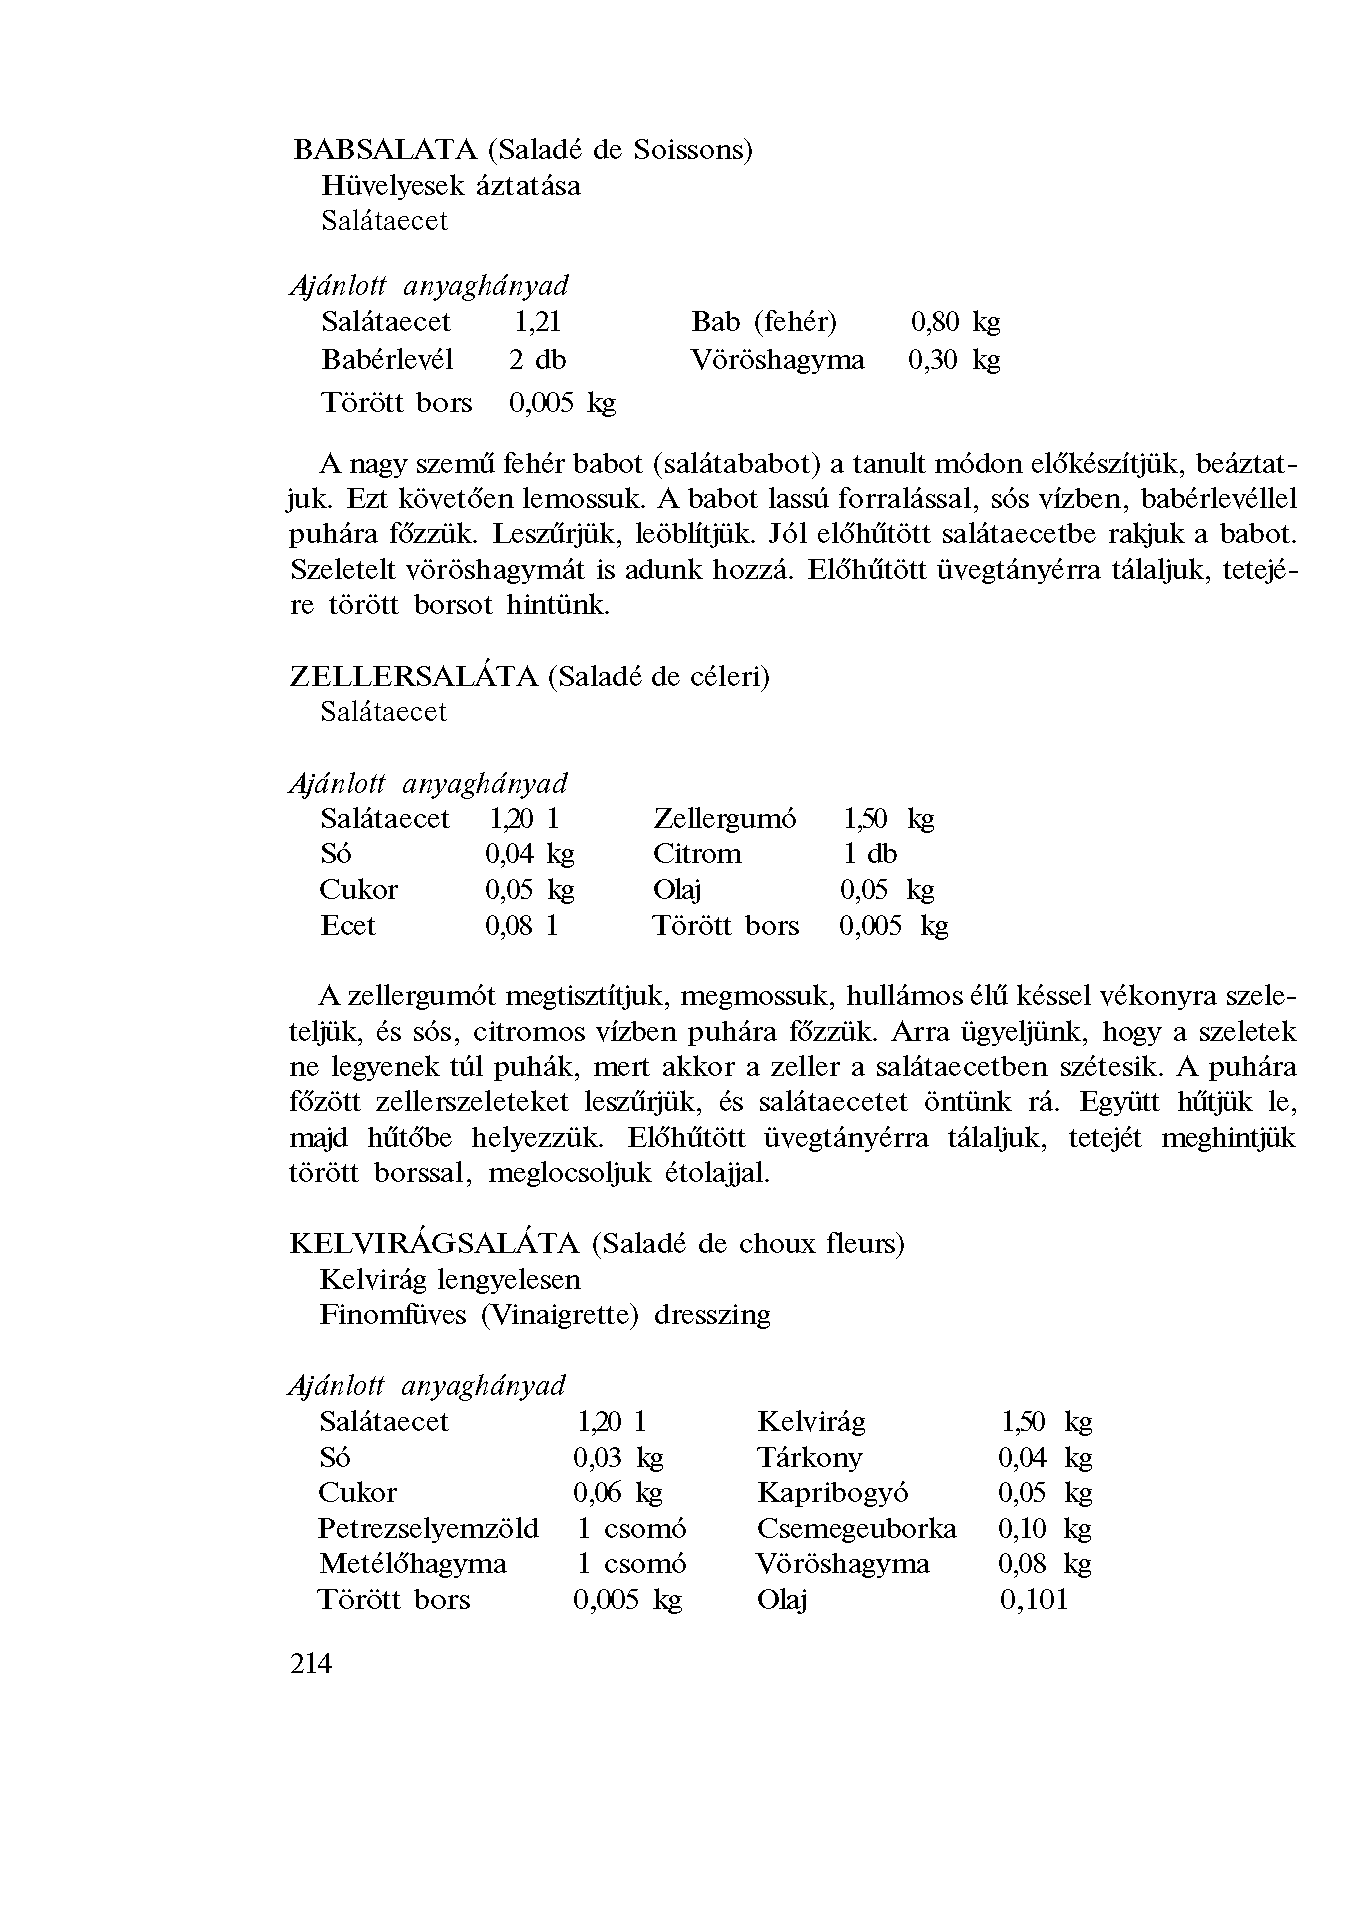 BABSALATA (Saladé de Soissons)
Hüvelyesek áztatása
Salátaecet
Ajánlott anyaghányad
Salátaecet 1,21 Bab (fehér) 0,80 kg
Babérlevél 2 db Vöröshagyma 0,30 kg
Törött bors 0,005 kg
A nagy szemű fehér babot (salátababot) a tanult módon előkészítjük, beáztat-
juk. Ezt követően lemossuk. A babot lassú forralással, sós vízben, babérlevéllel
puhára főzzük. Leszűrjük, leöblítjük. Jól előhűtött salátaecetbe rakjuk a babot.
Szeletelt vöröshagymát is adunk hozzá. Előhűtött üvegtányérra tálaljuk, tetejé-
re törött borsot hintünk.
ZELLERSALÁTA (Saladé de céleri)
Salátaecet
Ajánlott anyaghányad
Salátaecet 1,20 1 Zellergumó 1,50 kg
Só 0,04 kg Citrom 1 db
Cukor 0,05 kg Olaj 0,05 kg
Ecet 0,08 1 Törött bors 0,005 kg
A zellergumót megtisztítjuk, megmossuk, hullámos élű késsel vékonyra szele-
teljük, és sós, citromos vízben puhára főzzük. Arra ügyeljünk, hogy a szeletek
ne legyenek túl puhák, mert akkor a zeller a salátaecetben szétesik. A puhára
főzött zellerszeleteket leszűrjük, és salátaecetet öntünk rá. Együtt hűtjük le,
majd hűtőbe helyezzük. Előhűtött üvegtányérra tálaljuk, tetejét meghintjük
törött borssal, meglocsoljuk étolajjal.
KELVIRÁGSALÁTA (Saladé de choux fleurs)
Kelvirág lengyelesen
Finomfüves (Vinaigrette) dresszing
Ajánlott anyaghányad
Salátaecet 1,20 1 Kelvirág 1,50 kg
Só 0,03 kg Tárkony 0,04 kg
Cukor 0,06 kg Kapribogyó 0,05 kg
Petrezselyemzöld 1 csomó Csemegeuborka 0,10 kg
Metélőhagyma 1 csomó Vöröshagyma 0,08 kg
Törött bors 0,005 kg Olaj 0,101
214